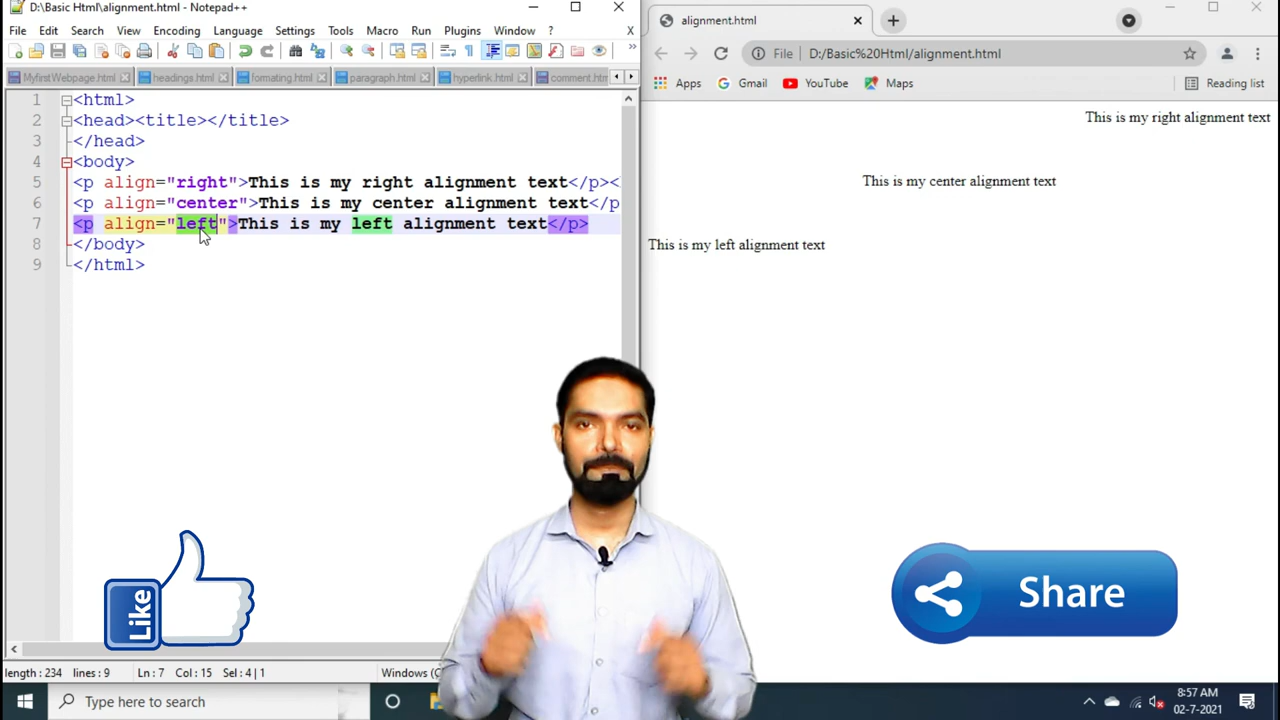 D:\Basic Html\alignment.html - Notepad++
File Edit Search View Encoding Language Settings Tools Macro Run Plugins Window ?
MyfirstWebpage.html headings.html formating.html paragraph.html hyperlink.html comment.htm
1 <html>
2 <head><title></title>
3 </head>
4 <body>
5 <p align="right">This is my right alignment text</p><
6 <p align="center">This is my center alignment text</p
7 <p align="left">This is my left alignment text</p>
8 </body>
9 </html>
length : 234 lines : 9 Ln : 7 Col : 15 Sel : 4 | 1 Windows (C
alignment.html
File D:/Basic%20Html/alignment.html
Apps Gmail YouTube Maps Reading list
This is my right alignment text
This is my center alignment text
This is my left alignment text
Like
Share
Type here to search
8:57 AM
02-7-2021